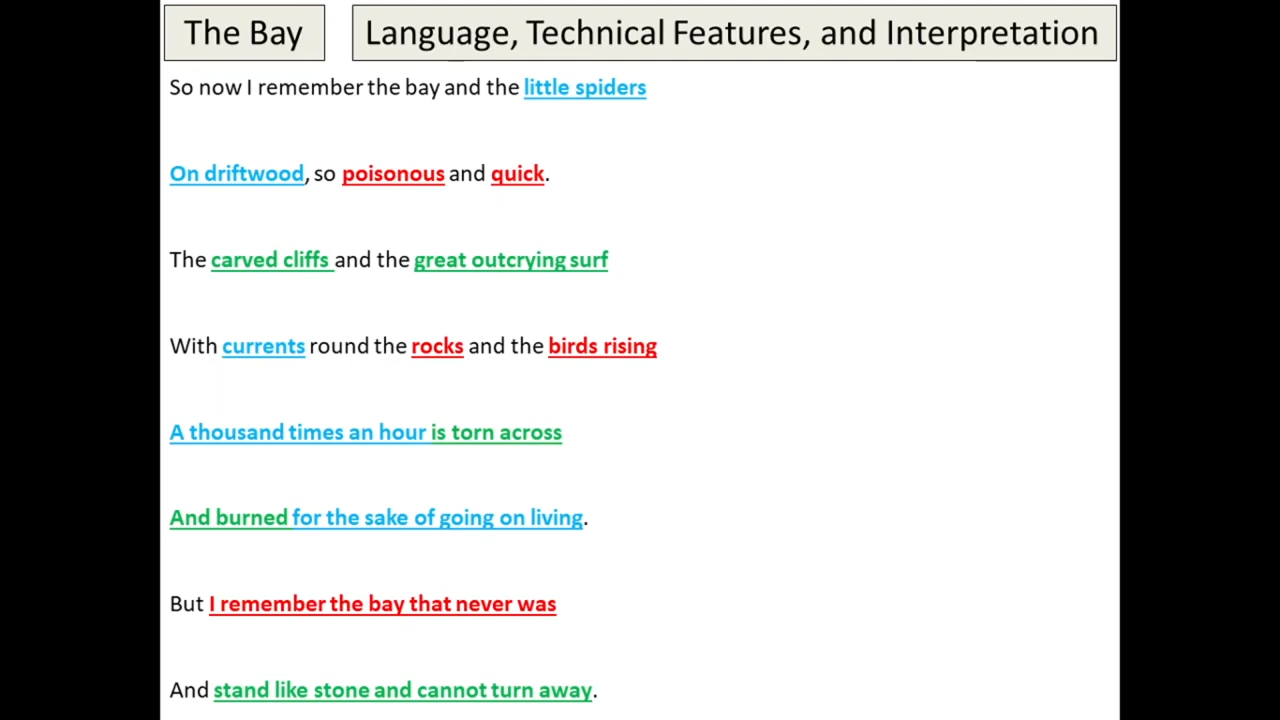 The Bay
Language, Technical Features, and Interpretation
So now I remember the bay and the little spiders
On driftwood, so poisonous and quick.
The carved cliffs and the great outcrying surf
With currents round the rocks and the birds rising
A thousand times an hour is torn across
And burned for the sake of going on living.
But I remember the bay that never was
And stand like stone and cannot turn away.